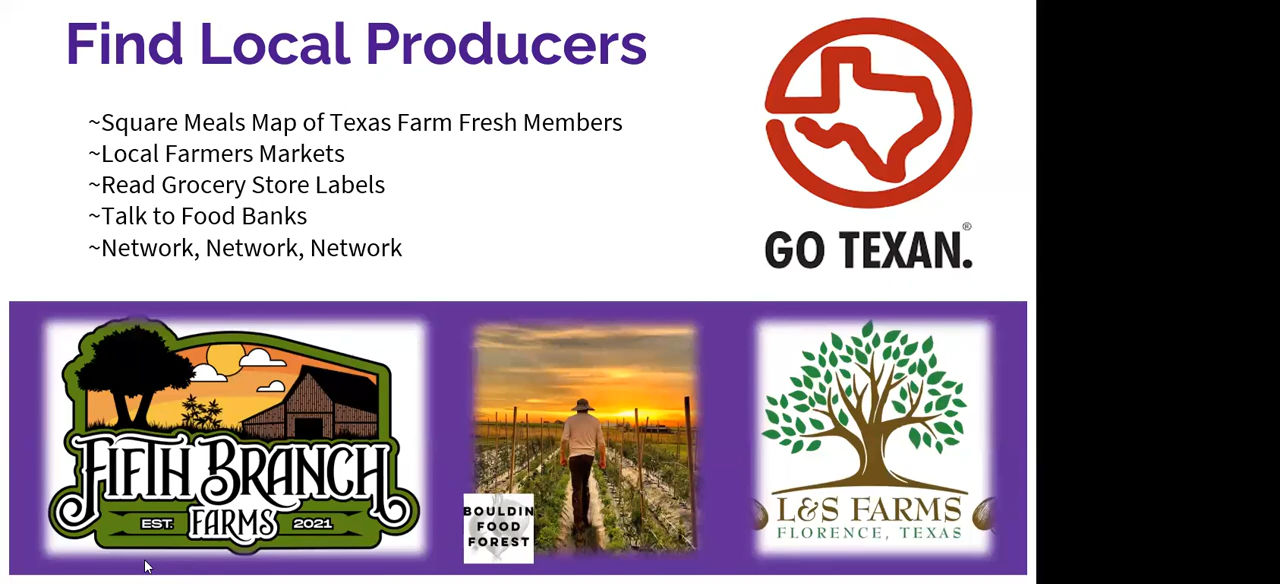 Find Local Producers
~Square Meals Map of Texas Farm Fresh Members
~Local Farmers Markets
~Read Grocery Store Labels
~Talk to Food Banks
~Network, Network, Network
GO TEXAN.®
FIFTH BRANCH
EST. FARMS 2021
BOULDIN
FOOD
FOREST
L&S FARMS
FLORENCE, TEXAS